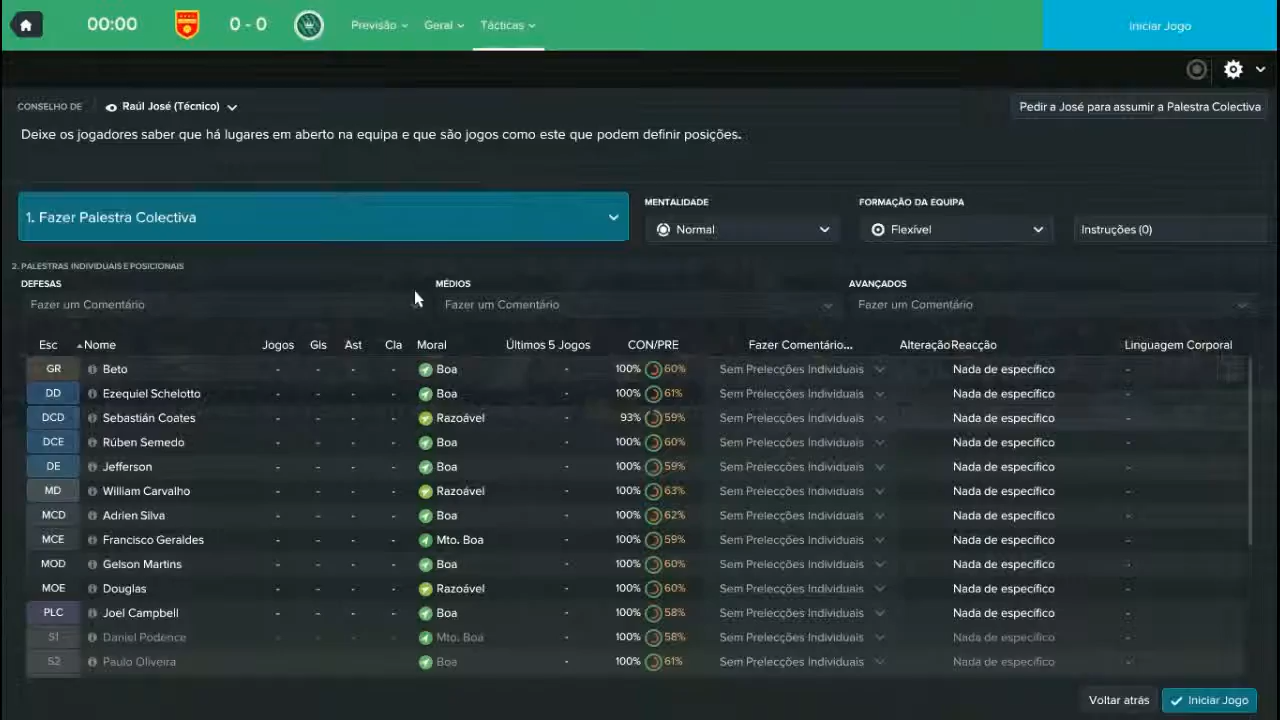 00:00 0 - 0 Previsão Geral Tácticas Iniciar Jogo
CONSELHO DE Raúl José (Técnico) Pedir a José para assumir a Palestra Colectiva
Deixe os jogadores saber que há lugares em aberto na equipa e que são jogos como este que podem definir posições.
1. Fazer Palestra Colectiva
MENTALIDADE FORMAÇÃO DA EQUIPA
Normal Flexível Instruções (0)
2. PALESTRAS INDIVIDUAIS E POSICIONAIS
DEFESAS MÉDIOS AVANÇADOS
Fazer um Comentário Fazer um Comentário Fazer um Comentário
Esc Nome Jogos Gls Ast Cla Moral Últimos 5 Jogos CON/PRE Fazer Comentário... Alteração Reacção Linguagem Corporal
GR Beto - - - - Boa - 100% 60% Sem Prelecções Individuais Nada de específico -
DD Ezequiel Schelotto - - - - Boa - 100% 61% Sem Prelecções Individuais Nada de específico -
DCD Sebastián Coates - - - - Razoável - 93% 59% Sem Prelecções Individuais Nada de específico -
DCE Rúben Semedo - - - - Boa - 100% 60% Sem Prelecções Individuais Nada de específico -
DE Jefferson - - - - Boa - 100% 59% Sem Prelecções Individuais Nada de específico -
MD William Carvalho - - - - Razoável - 100% 63% Sem Prelecções Individuais Nada de específico -
MCD Adrien Silva - - - - Boa - 100% 62% Sem Prelecções Individuais Nada de específico -
MCE Francisco Geraldes - - - - Mto. Boa - 100% 59% Sem Prelecções Individuais Nada de específico -
MOD Gelson Martins - - - - Boa - 100% 60% Sem Prelecções Individuais Nada de específico -
MOE Douglas - - - - Razoável - 100% 60% Sem Prelecções Individuais Nada de específico -
PLC Joel Campbell - - - - Boa - 100% 58% Sem Prelecções Individuais Nada de específico -
S1 Daniel Podence - - - - Mto. Boa - 100% 58% Sem Prelecções Individuais Nada de específico -
S2 Paulo Oliveira - - - - Boa - 100% 61% Sem Prelecções Individuais Nada de específico -
Voltar atrás Iniciar Jogo